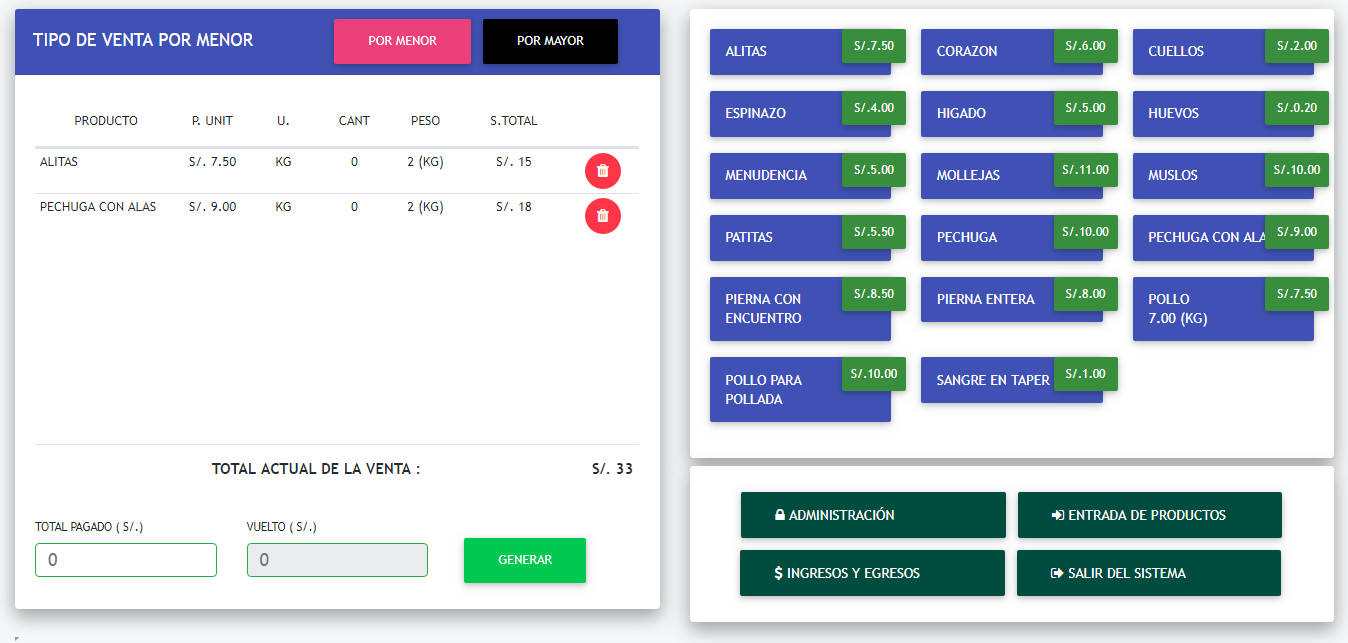 TIPO DE VENTA POR MENOR
POR MENOR
POR MAYOR
PRODUCTO P. UNIT U. CANT PESO S.TOTAL
ALITAS S/. 7.50 KG 0 2 (KG) S/. 15
PECHUGA CON ALAS S/. 9.00 KG 0 2 (KG) S/. 18
TOTAL ACTUAL DE LA VENTA : S/. 33
TOTAL PAGADO ( S/.) VUELTO ( S/.)
0 0 GENERAR
ALITAS S/.7.50
CORAZON S/.6.00
CUELLOS S/.2.00
ESPINAZO S/.4.00
HIGADO S/.5.00
HUEVOS S/.0.20
MENUDENCIA S/.5.00
MOLLEJAS S/.11.00
MUSLOS S/.10.00
PATITAS S/.5.50
PECHUGA S/.10.00
PECHUGA CON ALA S/.9.00
PIERNA CON S/.8.50
ENCUENTRO
PIERNA ENTERA S/.8.00
POLLO S/.7.50
7.00 (KG)
POLLO PARA S/.10.00
POLLADA
SANGRE EN TAPER S/.1.00
ADMINISTRACIÓN
ENTRADA DE PRODUCTOS
$ INGRESOS Y EGRESOS
SALIR DEL SISTEMA